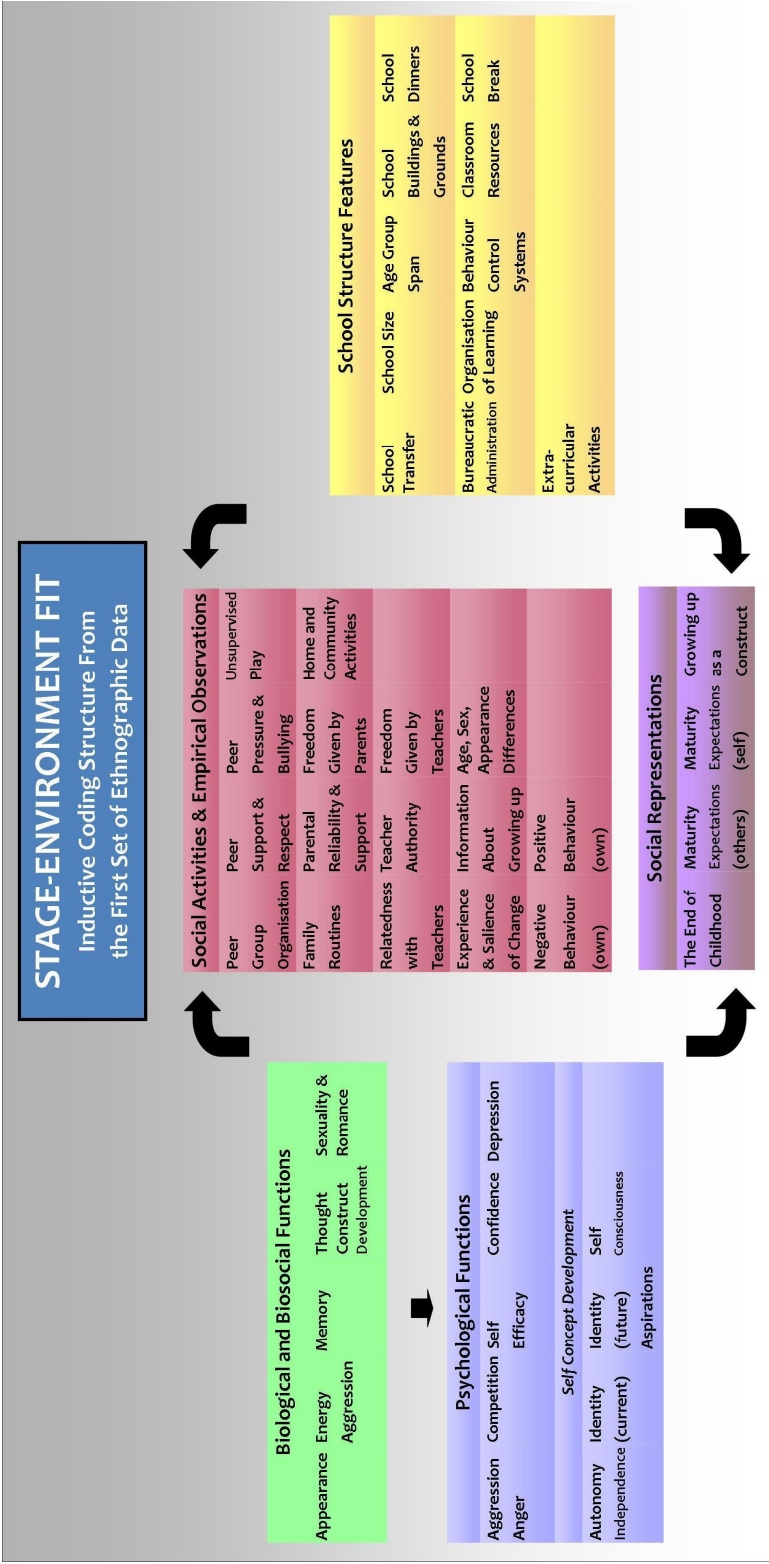 STAGE-ENVIRONMENT FIT
Inductive Coding Structure From
the First Set of Ethnographic Data
Biological and Biosocial Functions
Appearance
Energy
Aggression
Memory
Thought
Construct
Development
Sexuality &
Romance
Psychological Functions
Aggression
Anger
Competition
Self
Efficacy
Confidence
Depression
Self Concept Development
Autonomy
Independence
Identity
(current)
Identity
(future)
Aspirations
Self
Consciousness
Social Activities & Empirical Observations
Peer
Group
Organisation
Peer
Support &
Respect
Peer
Pressure &
Bullying
Unsupervised
Play
Family
Routines
Parental
Reliability &
Support
Freedom
Given by
Parents
Home and
Community
Activities
Relatedness
with
Teachers
Teacher
Authority
Freedom
Given by
Teachers
Experience
& Salience
of Change
Information
About
Growing up
Age, Sex,
Appearance
Differences
Negative
Behaviour
(own)
Positive
Behaviour
(own)
Social Representations
The End of
Childhood
Maturity
Expectations
(others)
Maturity
Expectations
(self)
Growing up
as a
Construct
School Structure Features
School
Transfer
School Size
Age Group
Span
School
Buildings &
Grounds
School
Dinners
Bureaucratic
Administration
Organisation
of Learning
Behaviour
Control
Systems
Classroom
Resources
School
Break
Extra-
curricular
Activities